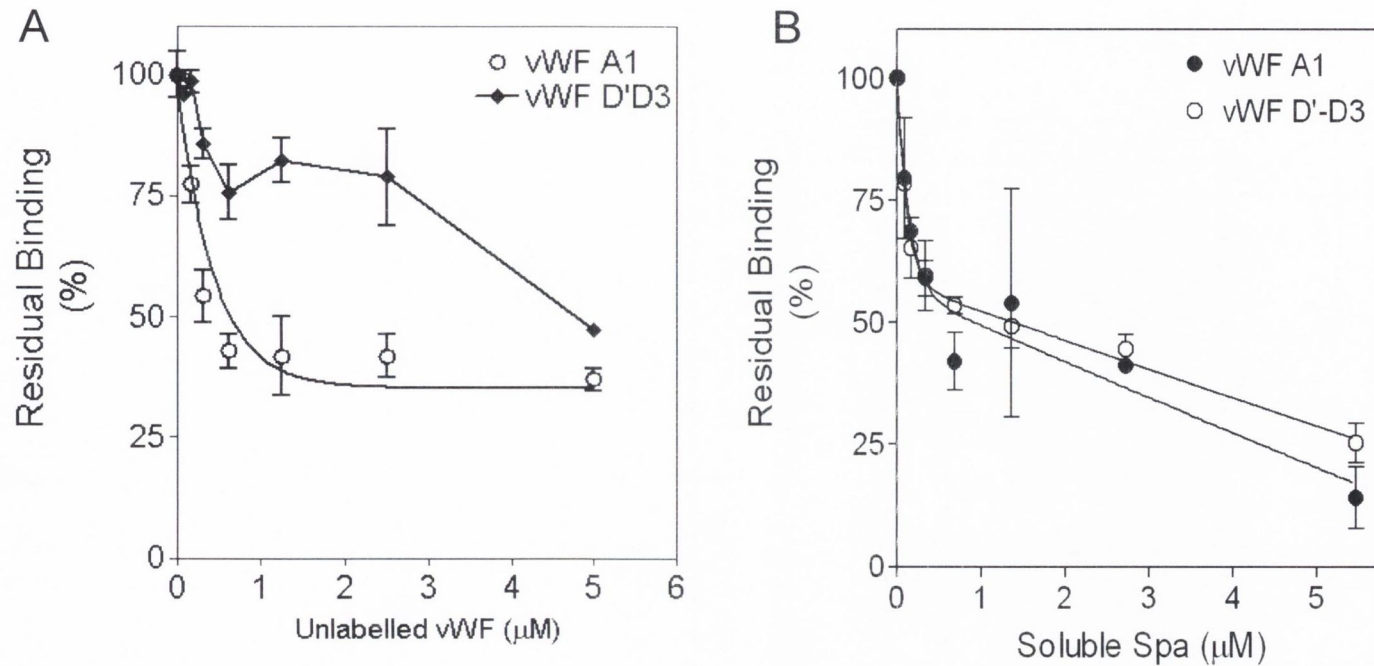 A
vWF A1
vWF D'D3
100
75
50
25
0
0 1 2 3 4 5 6
Residual Binding
(%)
Unlabelled vWF (µM)
B
vWF A1
vWF D'-D3
100
75
50
25
0
0 1 2 3 4 5
Residual Binding
(%)
Soluble Spa (µM)